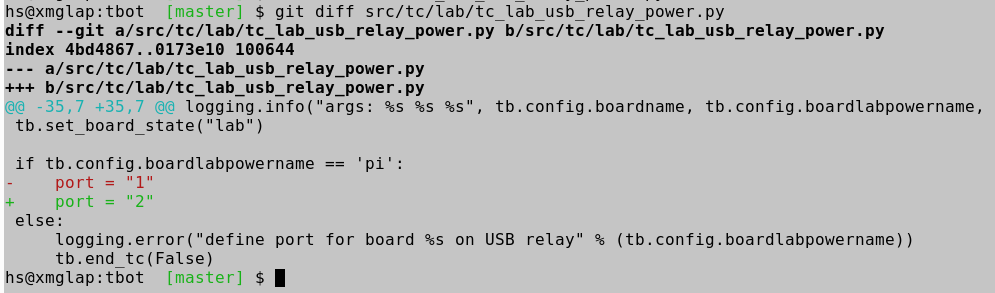 hs@xmglap:tbot  [master] $ git diff src/tc/lab/tc_lab_usb_relay_power.py
diff --git a/src/tc/lab/tc_lab_usb_relay_power.py b/src/tc/lab/tc_lab_usb_relay_power.py
index 4bd4867..0173e10 100644
--- a/src/tc/lab/tc_lab_usb_relay_power.py
+++ b/src/tc/lab/tc_lab_usb_relay_power.py
@@ -35,7 +35,7 @@ logging.info("args: %s %s %s", tb.config.boardname, tb.config.boardlabpowername,
 tb.set_board_state("lab")

 if tb.config.boardlabpowername == 'pi':
-    port = "1"
+    port = "2"
 else:
     logging.error("define port for board %s on USB relay" % (tb.config.boardlabpowername))
     tb.end_tc(False)
hs@xmglap:tbot  [master] $